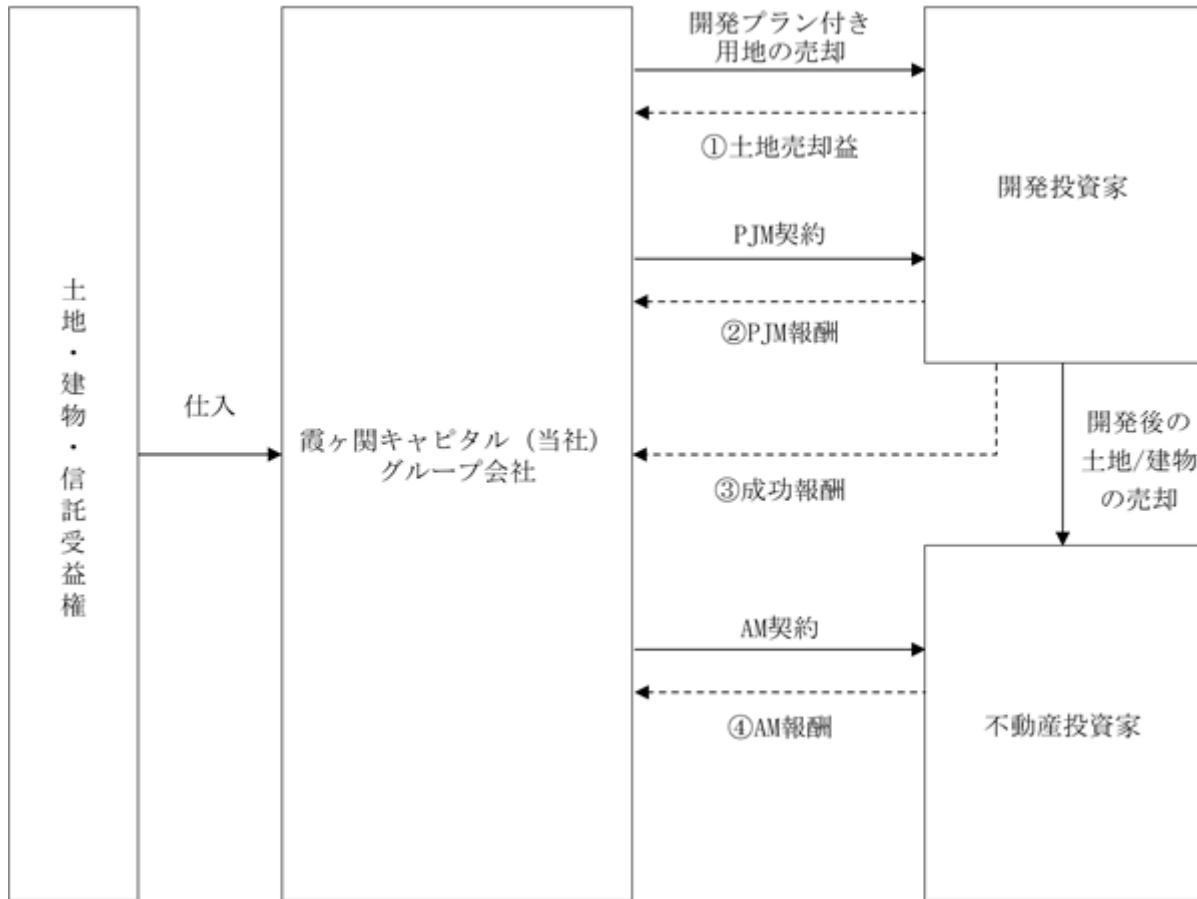 土地・建物・信託受益権
仕入
霞ヶ関キャピタル（当社）
グループ会社
開発プラン付き
用地の売却
①土地売却益
PJM契約
②PJM報酬
③成功報酬
AM契約
④AM報酬
開発投資家
開発後の
土地/建物
の売却
不動産投資家